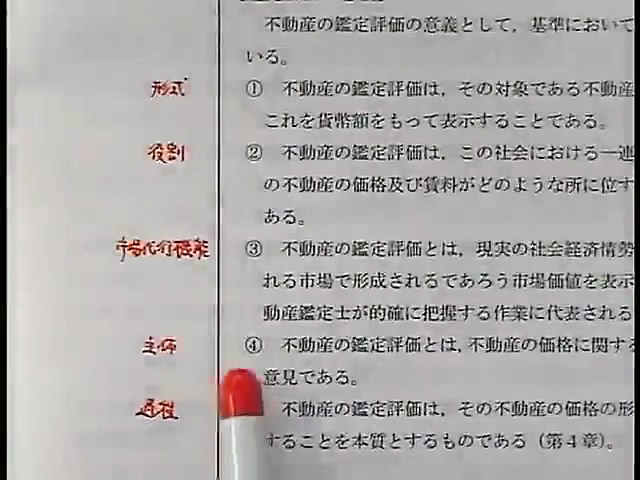 不動産の鑑定評価の意義として，基準において
いる。
形式 ① 不動産の鑑定評価は，その対象である不動産
これを貨幣額をもって表示することである。
役割 ② 不動産の鑑定評価は，この社会における一連
の不動産の価格及び賃料がどのような所に位す
ある。
市場代行機能 ③ 不動産の鑑定評価とは，現実の社会経済情勢
れる市場で形成されるであろう市場価値を表示
動産鑑定士が的確に把握する作業に代表される
④ 不動産の鑑定評価とは，不動産の価格に関する
意見である。
過程 不動産の鑑定評価は，その不動産の価格の形
することを本質とするものである（第４章）。